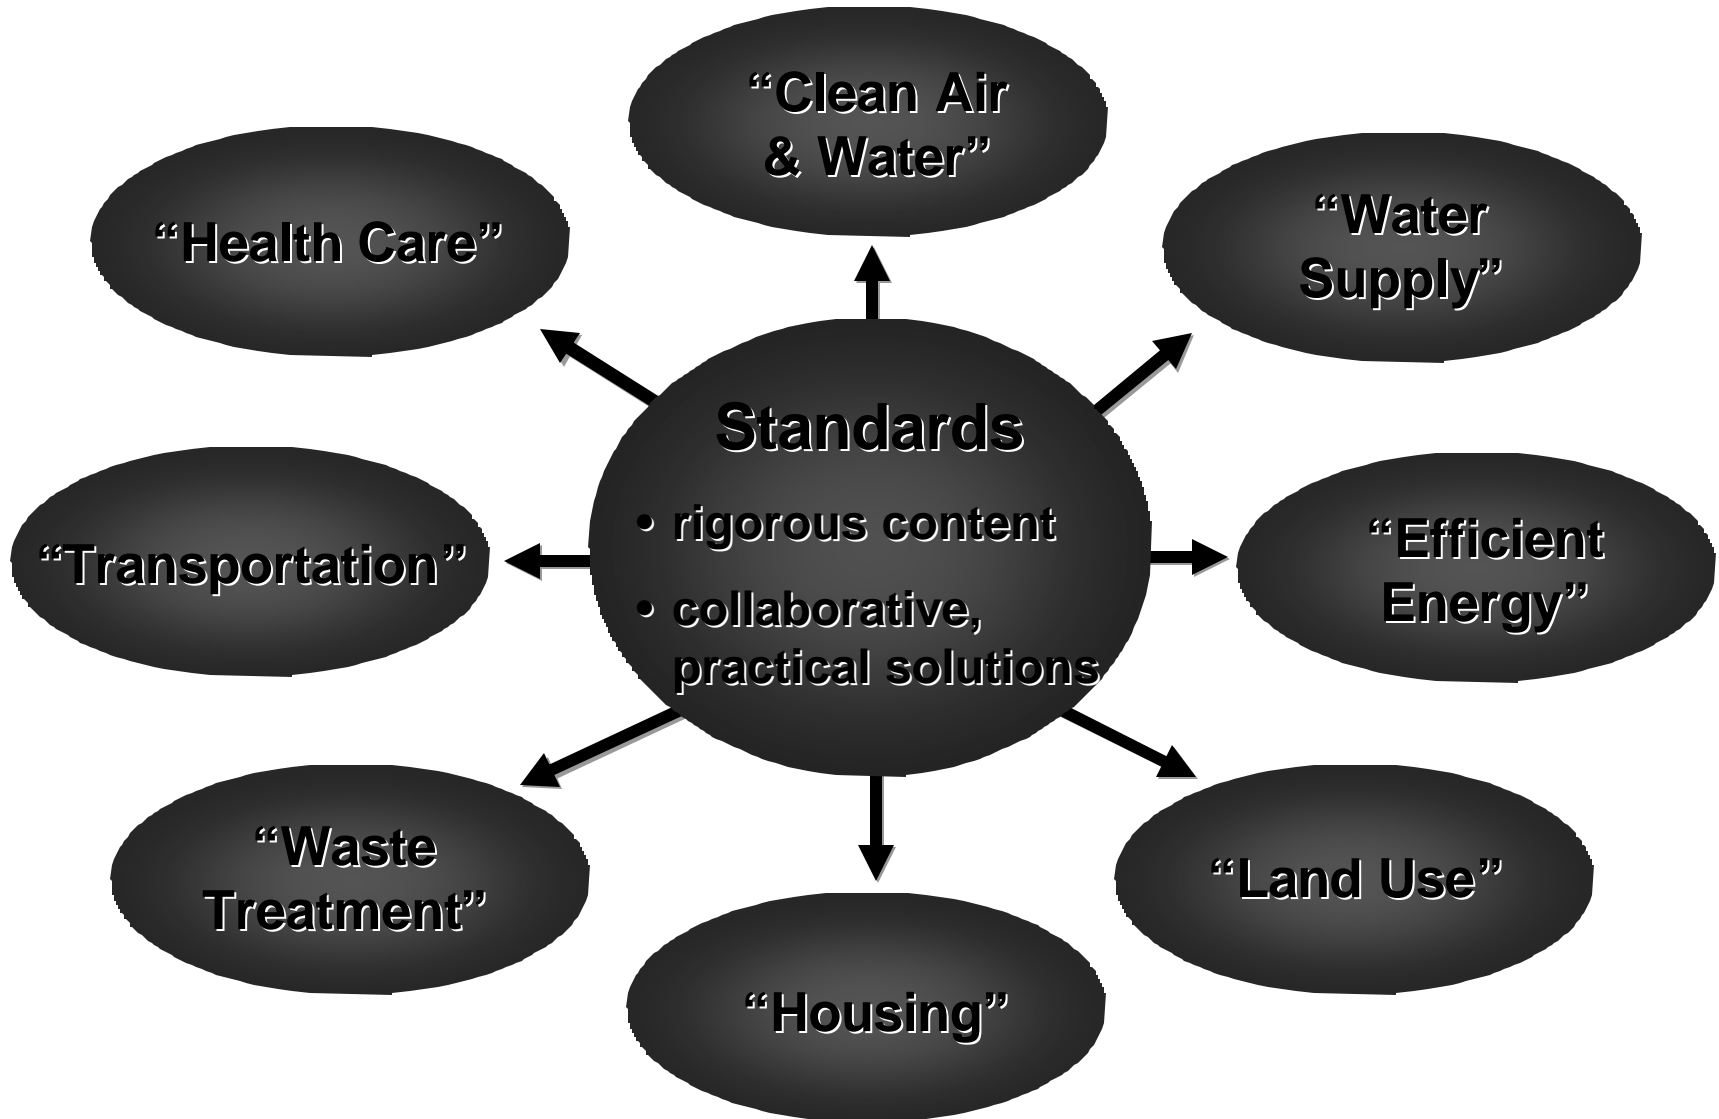 “Clean Air
& Water”
“Health Care”
“Water
Supply”
Standards
• rigorous content
• collaborative,
practical solutions
“Transportation”
“Efficient
Energy”
“Waste
Treatment”
“Land Use”
“Housing”